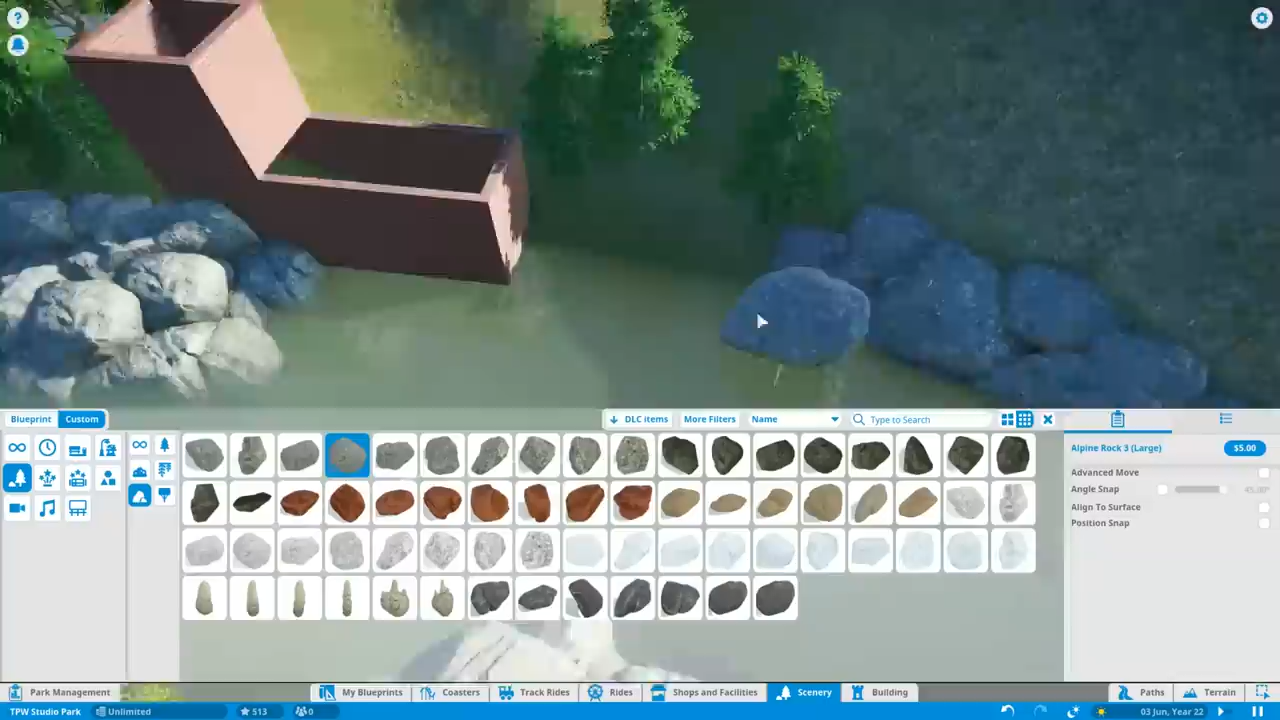 ?
Blueprint Custom
DLC items More Filters Name Type to Search
Alpine Rock 3 (Large) $5.00
Advanced Move
Angle Snap 45.00°
Align To Surface
Position Snap
Park Management My Blueprints Coasters Track Rides Rides Shops and Facilities Scenery Building Paths Terrain
TPW Studio Park Unlimited 513 0 03 Jun, Year 22